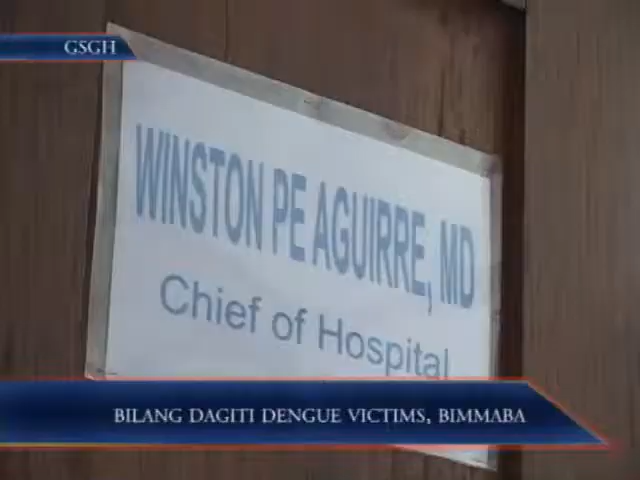 GSGH
WINSTON PE AGUIRRE, MD
Chief of Hospital
BILANG DAGITI DENGUE VICTIMS, BIMMABA